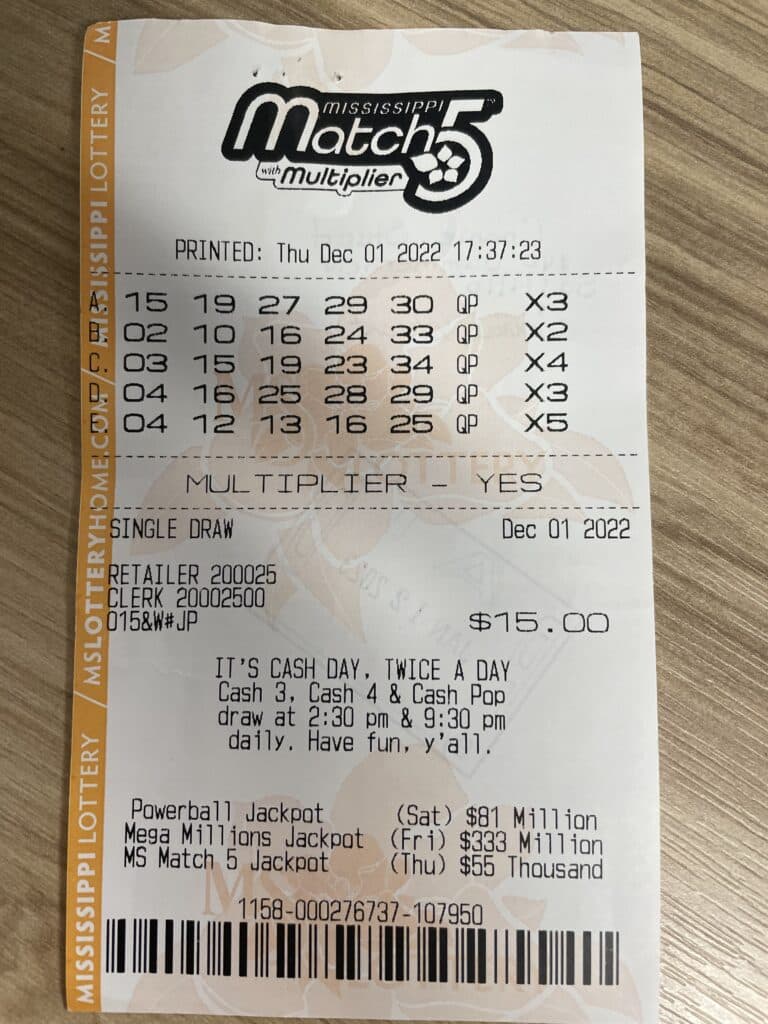 MISSISSIPPI
Match 5
with Multiplier
PRINTED: Thu Dec 01 2022 17:37:23
A. 15 19 27 29 30 QP X3
B. 02 10 16 24 33 QP X2
C. 03 15 19 23 34 QP X4
D. 04 16 25 28 29 QP X3
E. 04 12 13 16 25 QP X5
MULTIPLIER - YES
SINGLE DRAW Dec 01 2022
RETAILER 200025
CLERK 20002500
015&W#JP $15.00
IT'S CASH DAY, TWICE A DAY
Cash 3, Cash 4 & Cash Pop
draw at 2:30 pm & 9:30 pm
daily. Have fun, y'all.
Powerball Jackpot (Sat) $81 Million
Mega Millions Jackpot (Fri) $333 Million
MS Match 5 Jackpot (Thu) $55 Thousand
1158-000276737-107950
MISSISSIPPI LOTTERY / MSLOTTERYHOME.COM / MISSISSIPPI LOTTERY / M